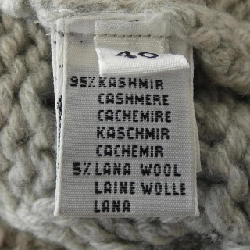 40
95% KASHMIR
CASHMERE
CACHEMIRE
KASCHMIR
CACHEMIR
5% LANA WOOL
LAINE WOLLE
LANA